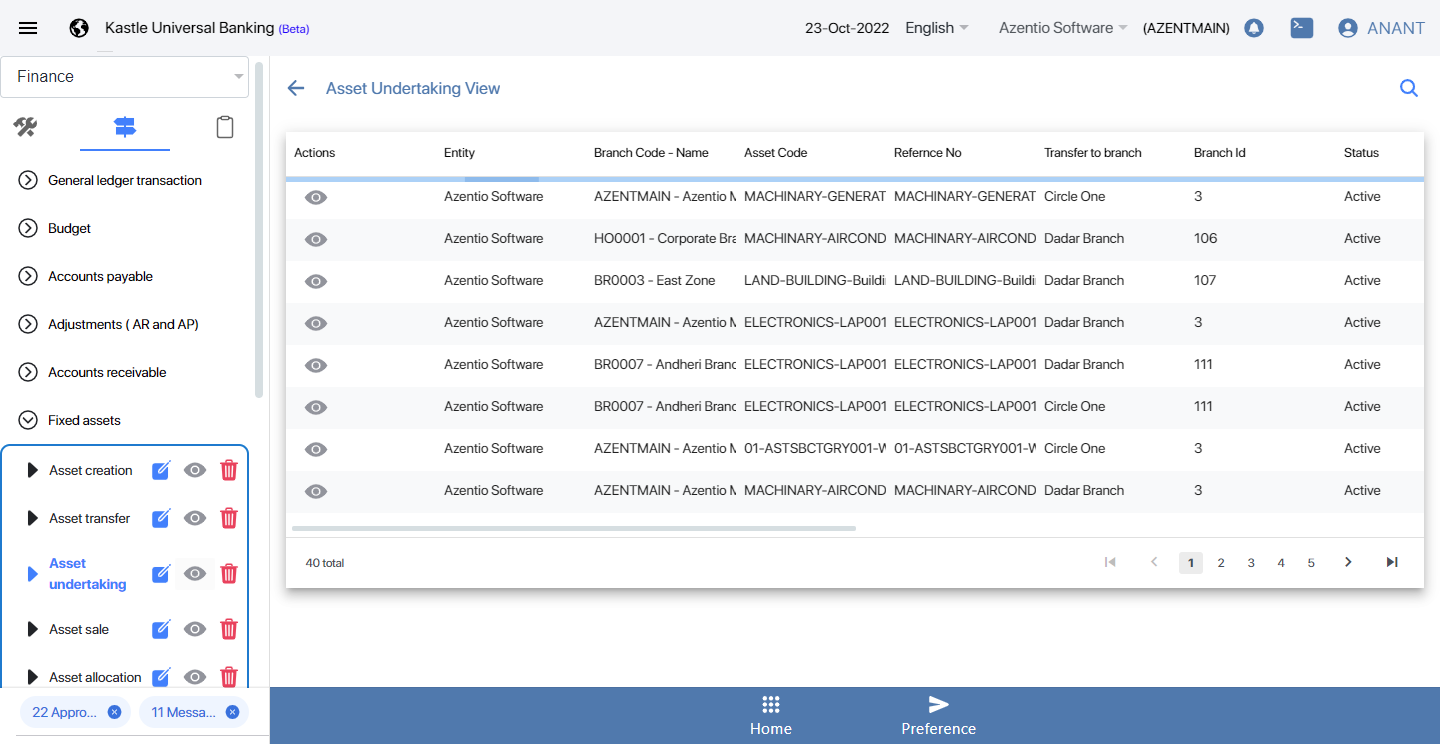 Kastle Universal Banking (Beta)
23-Oct-2022 English Azentio Software (AZENTMAIN) ANANT
Finance
General ledger transaction
Budget
Accounts payable
Adjustments ( AR and AP)
Accounts receivable
Fixed assets
Asset creation
Asset transfer
Asset
undertaking
Asset sale
Asset allocation
22 Appro...
11 Messa...
Asset Undertaking View
Actions Entity Branch Code - Name Asset Code Refernce No Transfer to branch Branch Id Status
Azentio Software AZENTMAIN - Azentio M MACHINARY-GENERAT MACHINARY-GENERAT Circle One 3 Active
Azentio Software HO0001 - Corporate Bra MACHINARY-AIRCOND MACHINARY-AIRCOND Dadar Branch 106 Active
Azentio Software BR0003 - East Zone LAND-BUILDING-Buildi LAND-BUILDING-Buildi Dadar Branch 107 Active
Azentio Software AZENTMAIN - Azentio M ELECTRONICS-LAP001 ELECTRONICS-LAP001 Dadar Branch 3 Active
Azentio Software BR0007 - Andheri Branc ELECTRONICS-LAP001 ELECTRONICS-LAP001 Dadar Branch 111 Active
Azentio Software BR0007 - Andheri Branc ELECTRONICS-LAP001 ELECTRONICS-LAP001 Circle One 111 Active
Azentio Software AZENTMAIN - Azentio M 01-ASTSBCTGRY001-W 01-ASTSBCTGRY001-W Circle One 3 Active
Azentio Software AZENTMAIN - Azentio M MACHINARY-AIRCOND MACHINARY-AIRCOND Dadar Branch 3 Active
40 total 1 2 3 4 5
Home Preference